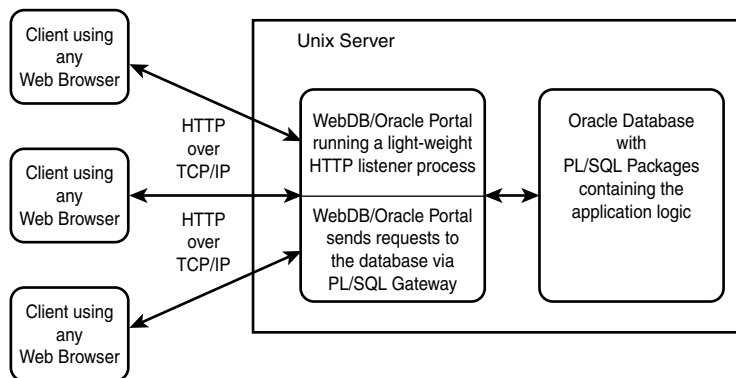 Client using
any
Web Browser
Client using
any
Web Browser
Client using
any
Web Browser
HTTP
over
TCP/IP
HTTP
over
TCP/IP
Unix Server
WebDB/Oracle Portal
running a light-weight
HTTP listener process
WebDB/Oracle Portal
sends requests to
the database via
PL/SQL Gateway
Oracle Database
with
PL/SQL Packages
containing the
application logic